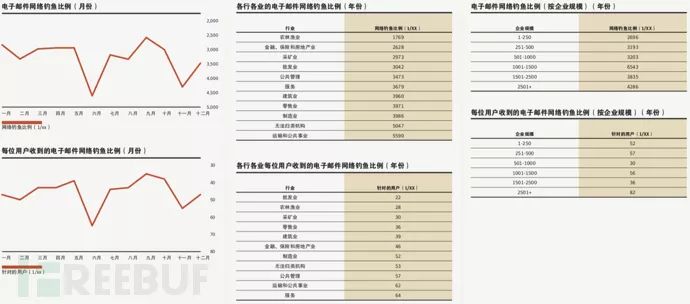 电子邮件网络钓鱼比例（月份）
2,000
2,500
3,000
3,500
4,000
4,500
5,000
一月 二月 三月 四月 五月 六月 七月 八月 九月 十月 十一月 十二月
网络钓鱼比例（1/xx）
每位用户收到的电子邮件网络钓鱼比例（月份）
30
40
50
60
70
80
一月 二月 三月 四月 五月 六月 七月 八月 九月 十月 十一月 十二月
针对的用户（1/xx）
各行各业的电子邮件网络钓鱼比例（年份）
行业 网络钓鱼比例（1/XX）
农林渔业 1769
金融、保险和房地产业 2628
采矿业 2973
批发业 3042
公共管理 3473
服务 3679
建筑业 3960
零售业 3971
制造业 3986
无法归类机构 5047
运输和公共事业 5590
各行各业每位用户收到的电子邮件网络钓鱼比例（年份）
行业 针对的用户（1/XX）
批发业 22
农林渔业 28
采矿业 30
零售业 36
建筑业 39
金融、保险和房地产业 46
制造业 52
无法归类机构 53
公共管理 57
运输和公共事业 62
服务 64
电子邮件网络钓鱼比例（按企业规模）（年份）
企业规模 网络钓鱼比例（1/XX）
1-250 2696
251-500 3193
501-1000 3203
1001-1500 6543
1501-2500 3835
2501+ 4286
每位用户收到的电子邮件网络钓鱼比例（按企业规模）（年份）
企业规模 针对的用户（1/XX）
1-250 52
251-500 57
501-1000 30
1001-1500 56
1501-2500 36
2501+ 82
FREEBUF